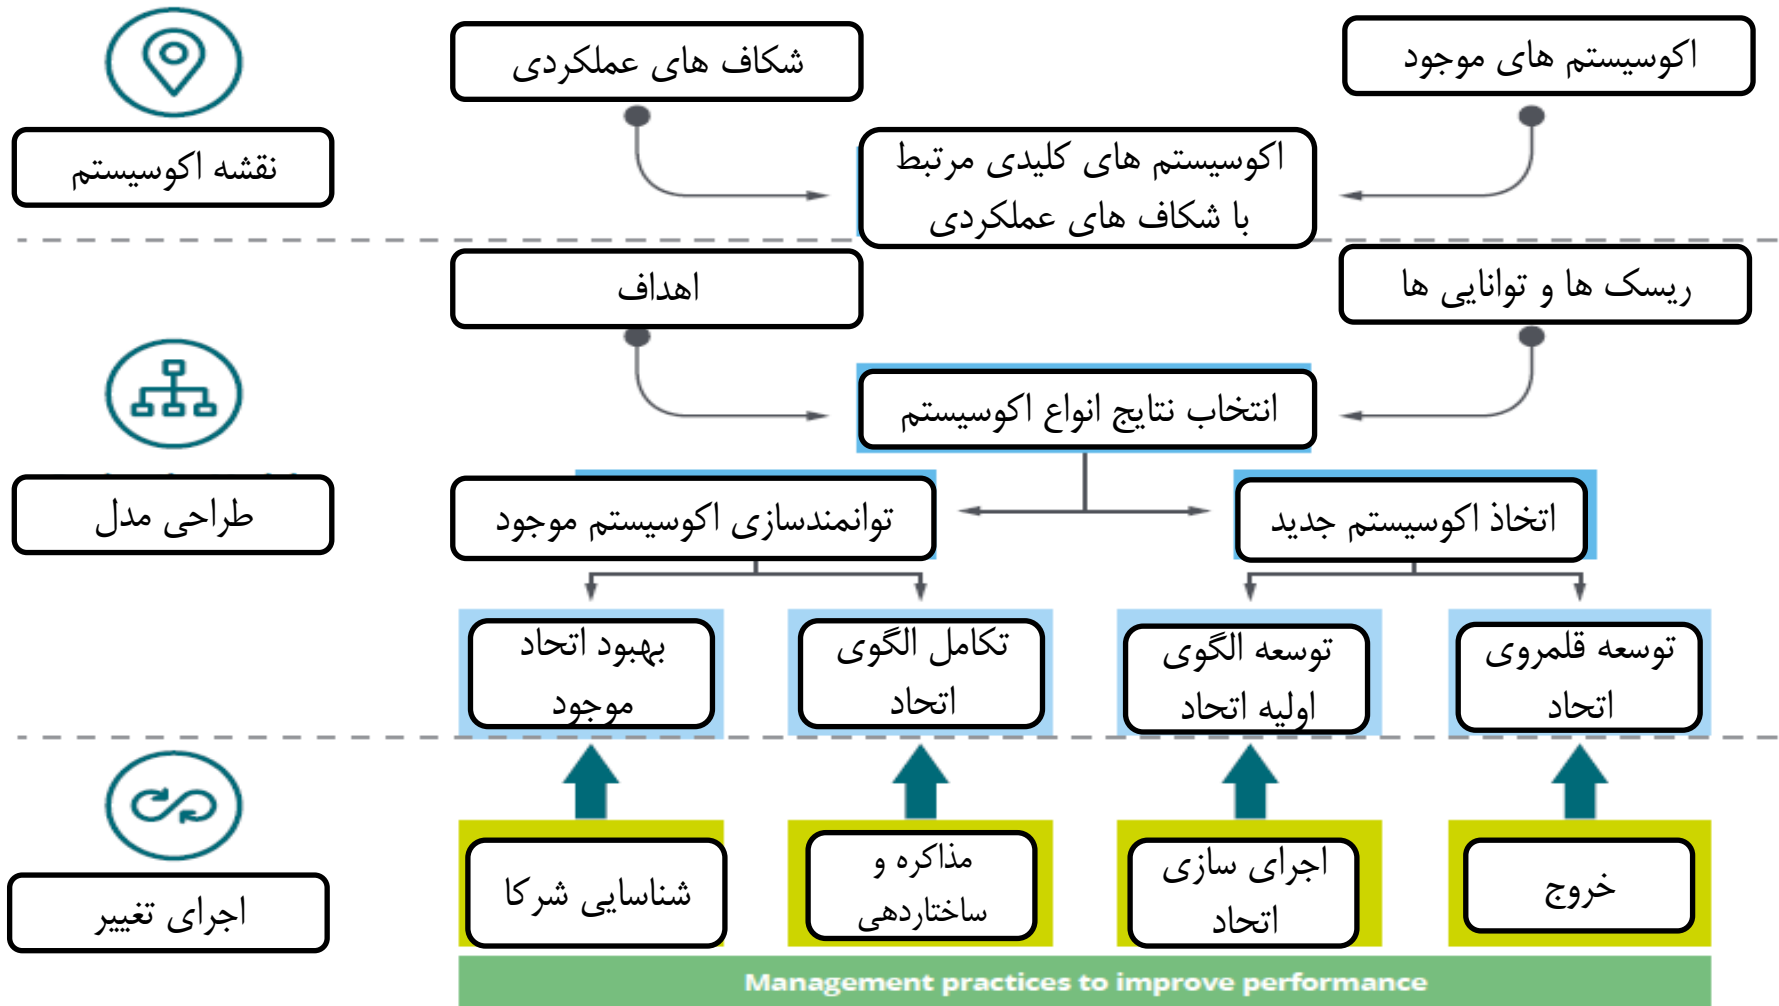 اکوسیستم های موجود
شکاف های عملکردی
نقشه اکوسیستم
اکوسیستم های کلیدی مرتبط
با شکاف های عملکردی
ریسک ها و توانایی ها
اهداف
انتخاب نتایج انواع اکوسیستم
طراحی مدل
اتخاذ اکوسیستم جدید
توانمندسازی اکوسیستم موجود
توسعه قلمروی
اتحاد
توسعه الگوی
اولیه اتحاد
تکامل الگوی
اتحاد
بهبود اتحاد
موجود
اجرای تغییر
خروج
اجرای سازی
اتحاد
مذاکره و
ساختاردهی
شناسایی شرکا
Management practices to improve performance